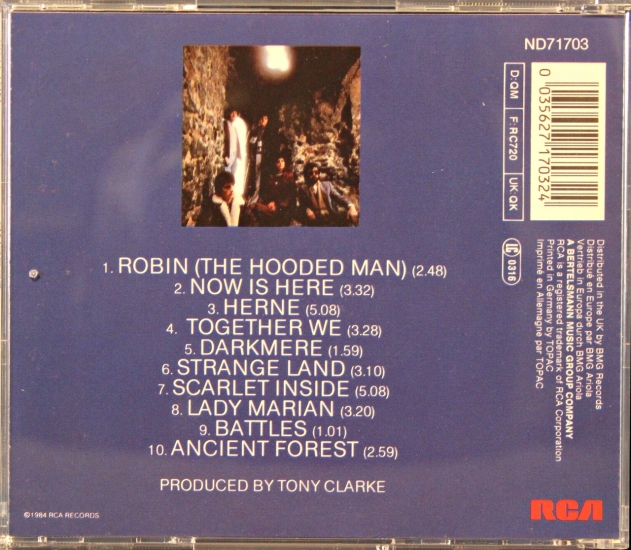 ND71703
D:OM F:RC720 UK:QK
0 035627 170324
LC 0316
1. ROBIN (THE HOODED MAN) (2.48)
2. NOW IS HERE (3.32)
3. HERNE (5.08)
4. TOGETHER WE (3.28)
5. DARKMERE (1.59)
6. STRANGE LAND (3.10)
7. SCARLET INSIDE (5.08)
8. LADY MARIAN (3.20)
9. BATTLES (1.01)
10. ANCIENT FOREST (2.59)
PRODUCED BY TONY CLARKE
Distributed in the UK by BMG Records
Distribué en Europe par BMG Ariola
Vertrieb in Europa durch BMG Ariola
A BERTELSMANN MUSIC GROUP COMPANY
RCA is a registered trademark of RCA Corporation
Printed in Germany by TOPAC
Imprimé en Allemagne par TOPAC
©1984 RCA RECORDS
RCA